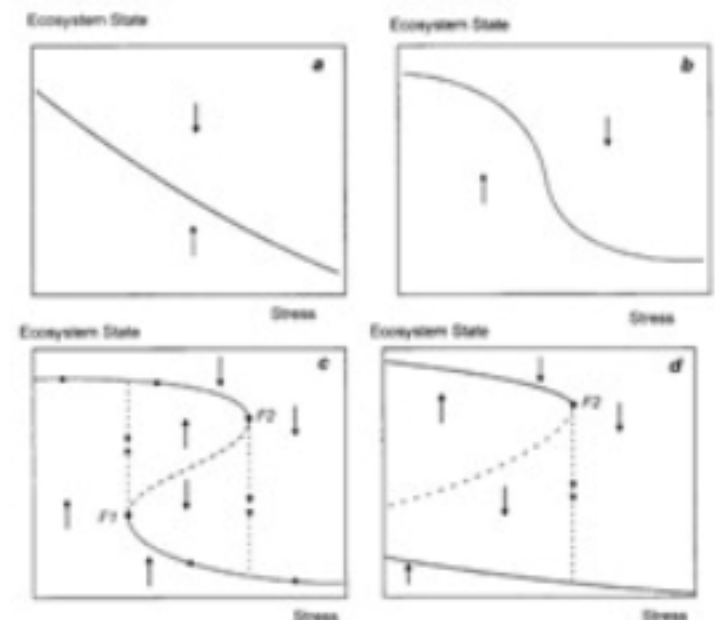 Ecosystem State
a
Stress
Ecosystem State
b
Stress
Ecosystem State
c
F2
F1
Stress
Ecosystem State
d
F2
Stress